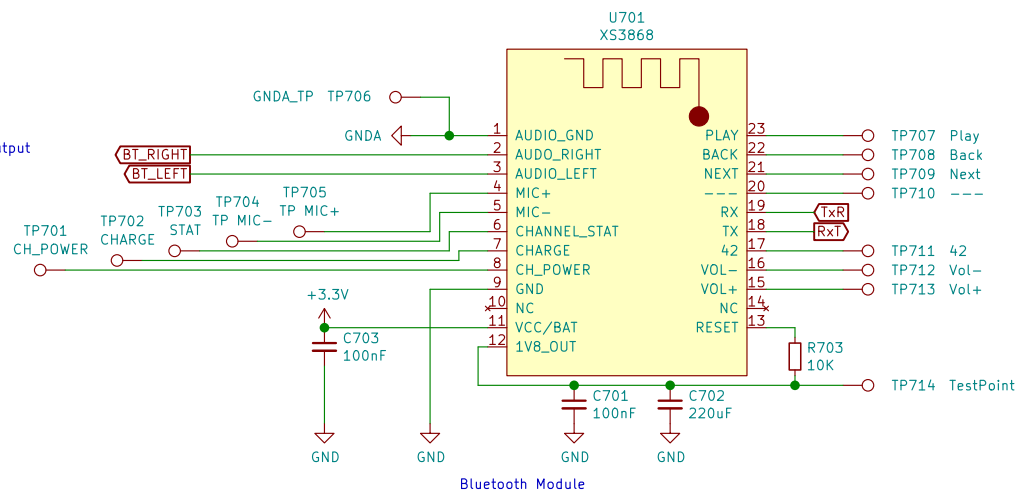 U701
XS3868
GNDA_TP TP706
GNDA
utput
BT_RIGHT
BT_LEFT
TP705
TP MIC+
TP704
TP MIC-
TP703
STAT
TP702
CHARGE
TP701
CH_POWER
1 AUDIO_GND PLAY 23 TP707 Play
2 AUDO_RIGHT BACK 22 TP708 Back
3 AUDIO_LEFT NEXT 21 TP709 Next
4 MIC+ --- 20 TP710 ---
5 MIC- RX 19 TxR
6 CHANNEL_STAT TX 18 RxT
7 CHARGE 42 17 TP711 42
8 CH_POWER VOL- 16 TP712 Vol-
9 GND VOL+ 15 TP713 Vol+
10 NC NC 14
11 VCC/BAT RESET 13
12 1V8_OUT
+3.3V
C703
100nF
R703
10K
TP714 TestPoint
C701
100nF
C702
220uF
GND GND GND GND
Bluetooth Module